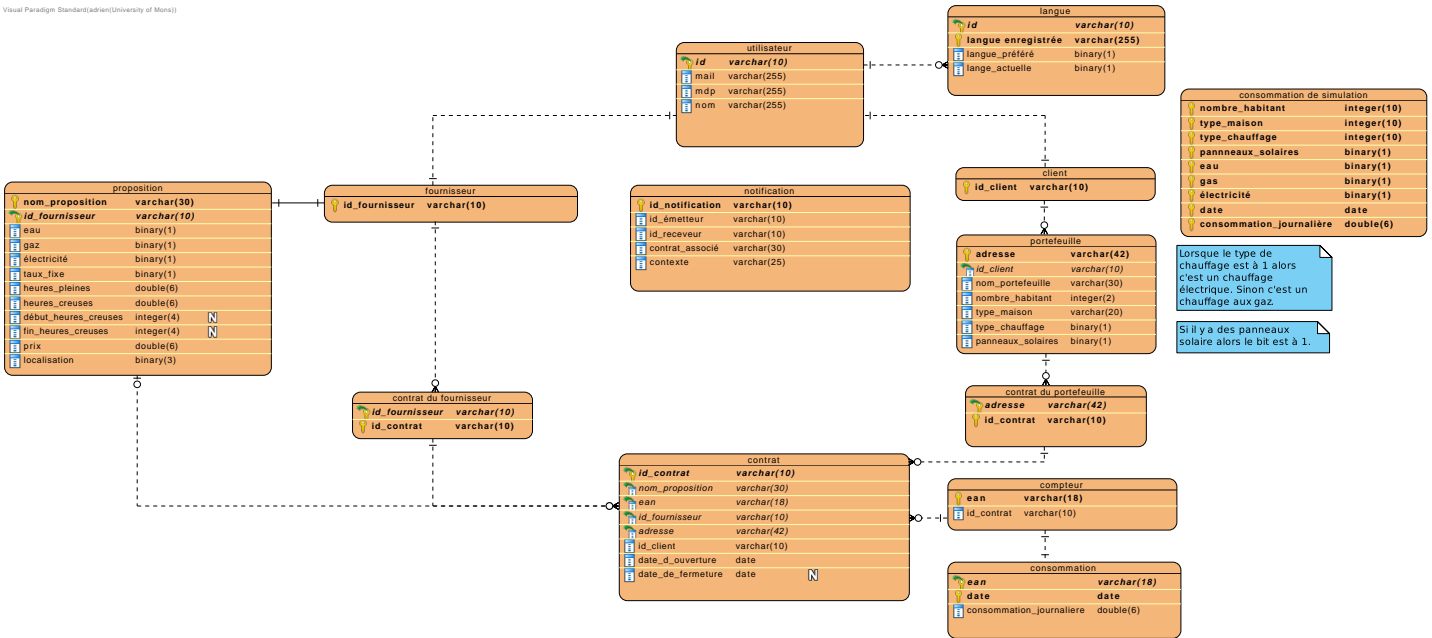 Visual Paradigm Standard(adrien(University of Mons))
langue
id varchar(10)
langue enregistrée varchar(255)
langue_préféré binary(1)
lange_actuelle binary(1)
utilisateur
id varchar(10)
mail varchar(255)
mdp varchar(255)
nom varchar(255)
consommation de simulation
nombre_habitant integer(10)
type_maison integer(10)
type_chauffage integer(10)
pannneaux_solaires binary(1)
eau binary(1)
gas binary(1)
électricité binary(1)
date date
consommation_journalière double(6)
client
id_client varchar(10)
proposition
nom_proposition varchar(30)
id_fournisseur varchar(10)
eau binary(1)
gaz binary(1)
électricité binary(1)
taux_fixe binary(1)
heures_pleines double(6)
heures_creuses double(6)
début_heures_creuses integer(4) N
fin_heures_creuses integer(4) N
prix double(6)
localisation binary(3)
fournisseur
id_fournisseur varchar(10)
notification
id_notification varchar(10)
id_émetteur varchar(10)
id_receveur varchar(10)
contrat_associé varchar(30)
contexte varchar(25)
portefeuille
adresse varchar(42)
id_client varchar(10)
nom_portefeuille varchar(30)
nombre_habitant integer(2)
type_maison varchar(20)
type_chauffage binary(1)
panneaux_solaires binary(1)
Lorsque le type de
chauffage est à 1 alors
c'est un chauffage
électrique. Sinon c'est un
chauffage aux gaz.
Si il y a des panneaux
solaire alors le bit est à 1.
contrat du fournisseur
id_fournisseur varchar(10)
id_contrat varchar(10)
contrat du portefeuille
adresse varchar(42)
id_contrat varchar(10)
contrat
id_contrat varchar(10)
nom_proposition varchar(30)
ean varchar(18)
id_fournisseur varchar(10)
adresse varchar(42)
id_client varchar(10)
date_d_ouverture date
date_de_fermeture date N
compteur
ean varchar(18)
id_contrat varchar(10)
consommation
ean varchar(18)
date date
consommation_journaliere double(6)